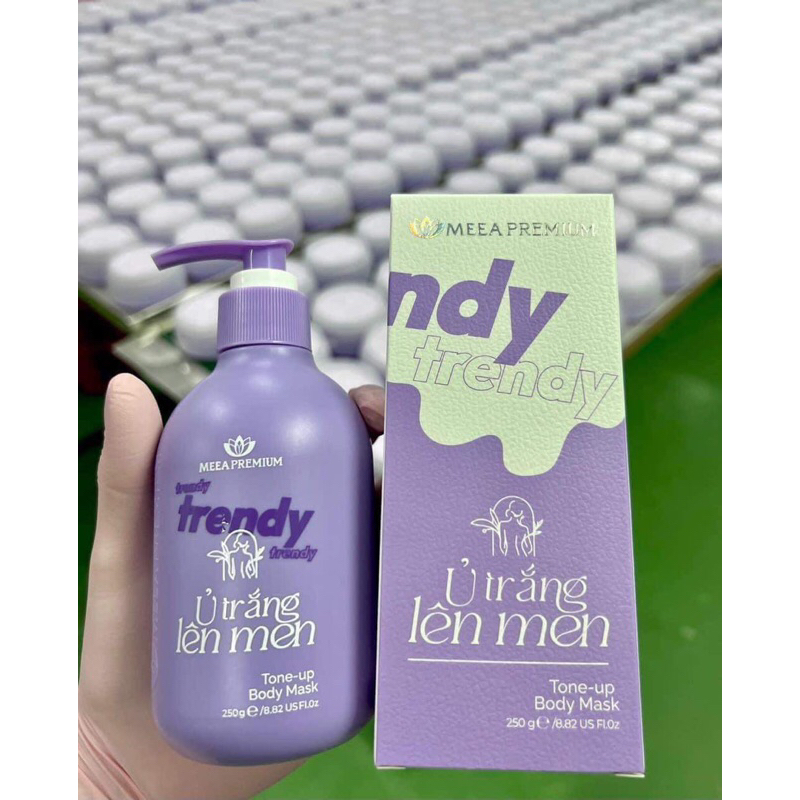 MEEA PREMIUM
trendy
trendy
trendy
Ủ trắng
lên men
Tone-up
Body Mask
250g ℮ /8.82 US Fl.Oz
MEEA PREMIUM
ndy
trendy
Ủ trắng
lên men
Tone-up
Body Mask
250 g ℮ /8.82 US Fl.Oz